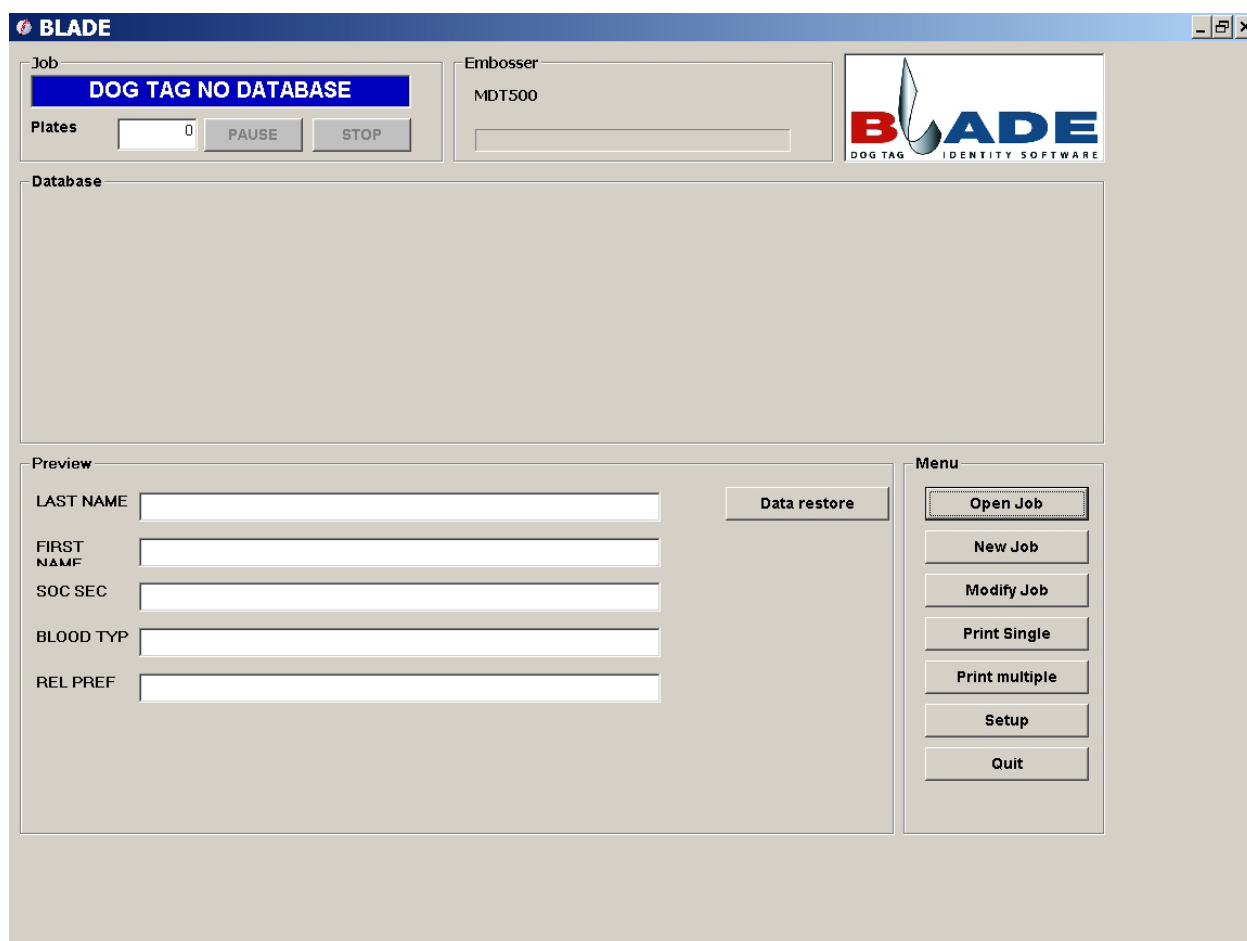 BLADE
Job
DOG TAG NO DATABASE
Plates
0
PAUSE
STOP
Embosser
MDT500
BLADE
DOG TAG IDENTITY SOFTWARE
Database
Preview
LAST NAME
FIRST
NAME
SOC SEC
BLOOD TYP
REL PREF
Data restore
Menu
Open Job
New Job
Modify Job
Print Single
Print multiple
Setup
Quit